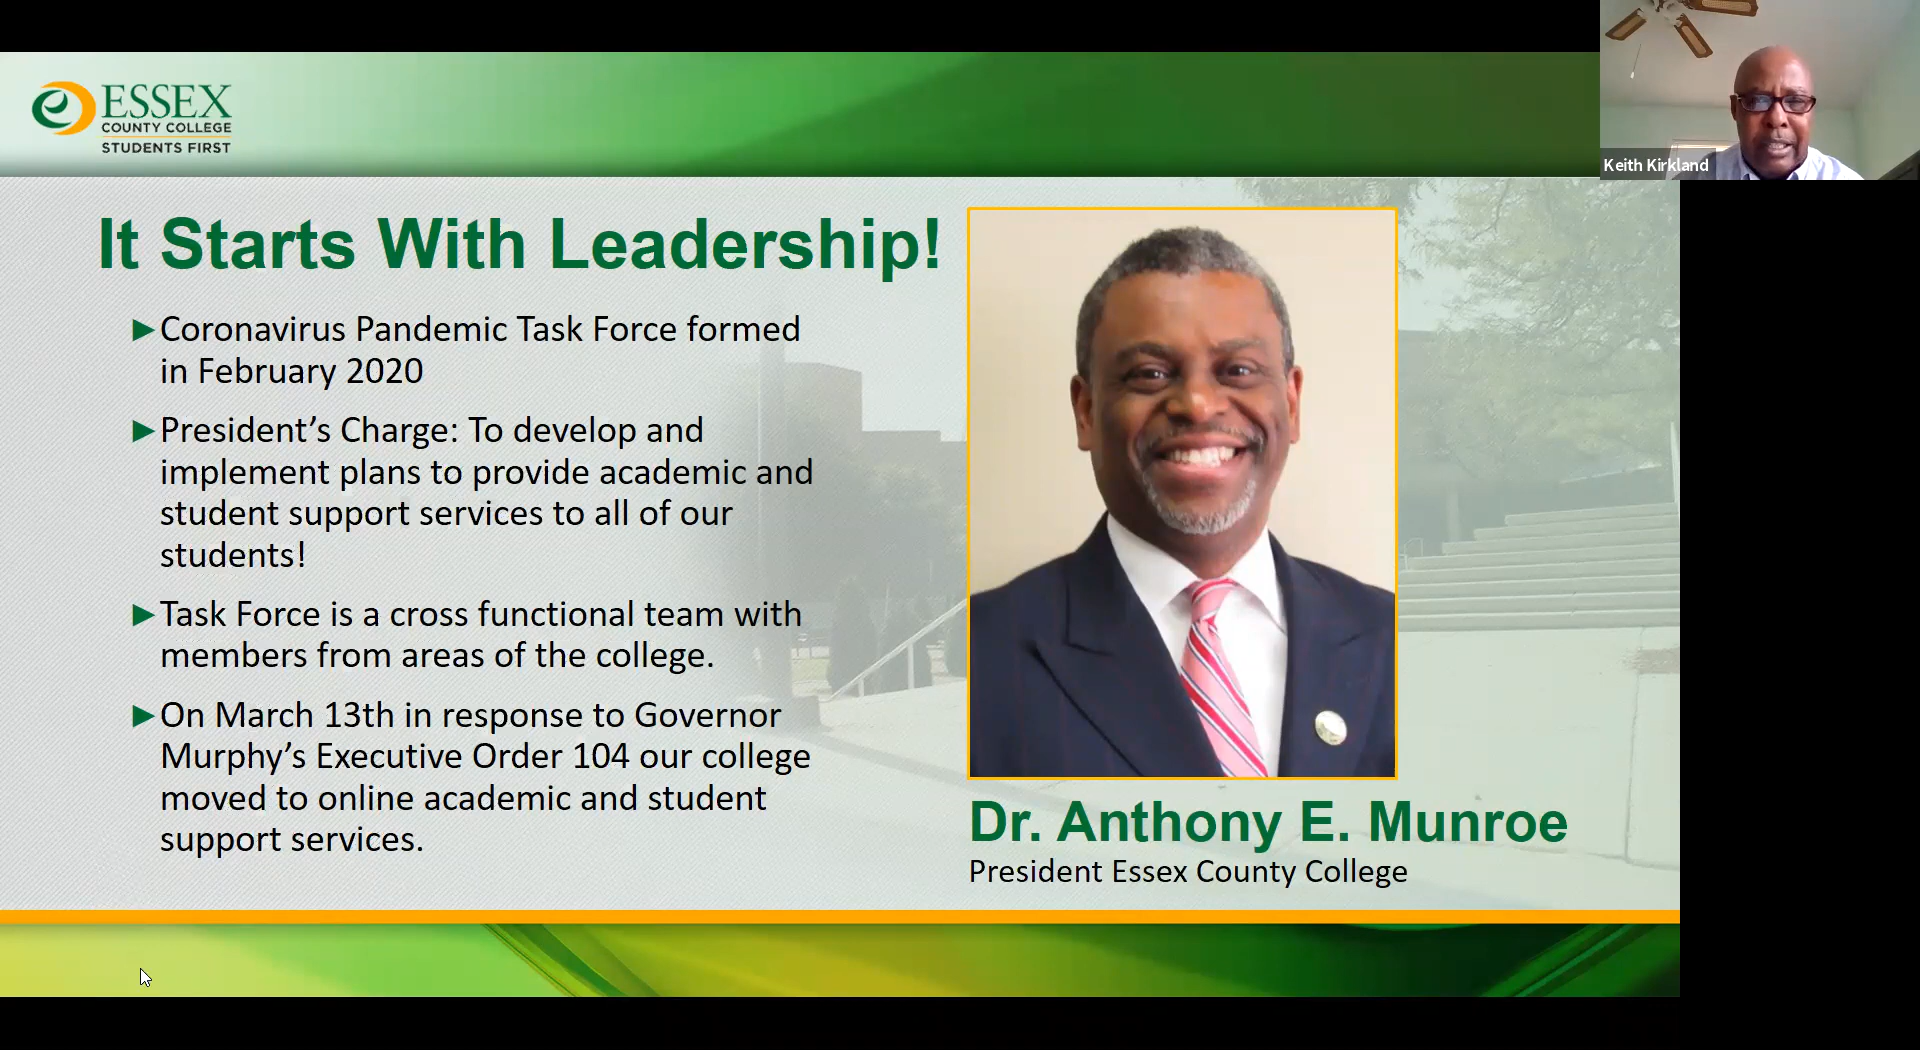 ESSEX
COUNTY COLLEGE
STUDENTS FIRST
Keith Kirkland
It Starts With Leadership!
►Coronavirus Pandemic Task Force formed
in February 2020
►President’s Charge: To develop and
implement plans to provide academic and
student support services to all of our
students!
►Task Force is a cross functional team with
members from areas of the college.
►On March 13th in response to Governor
Murphy’s Executive Order 104 our college
moved to online academic and student
support services.
Dr. Anthony E. Munroe
President Essex County College